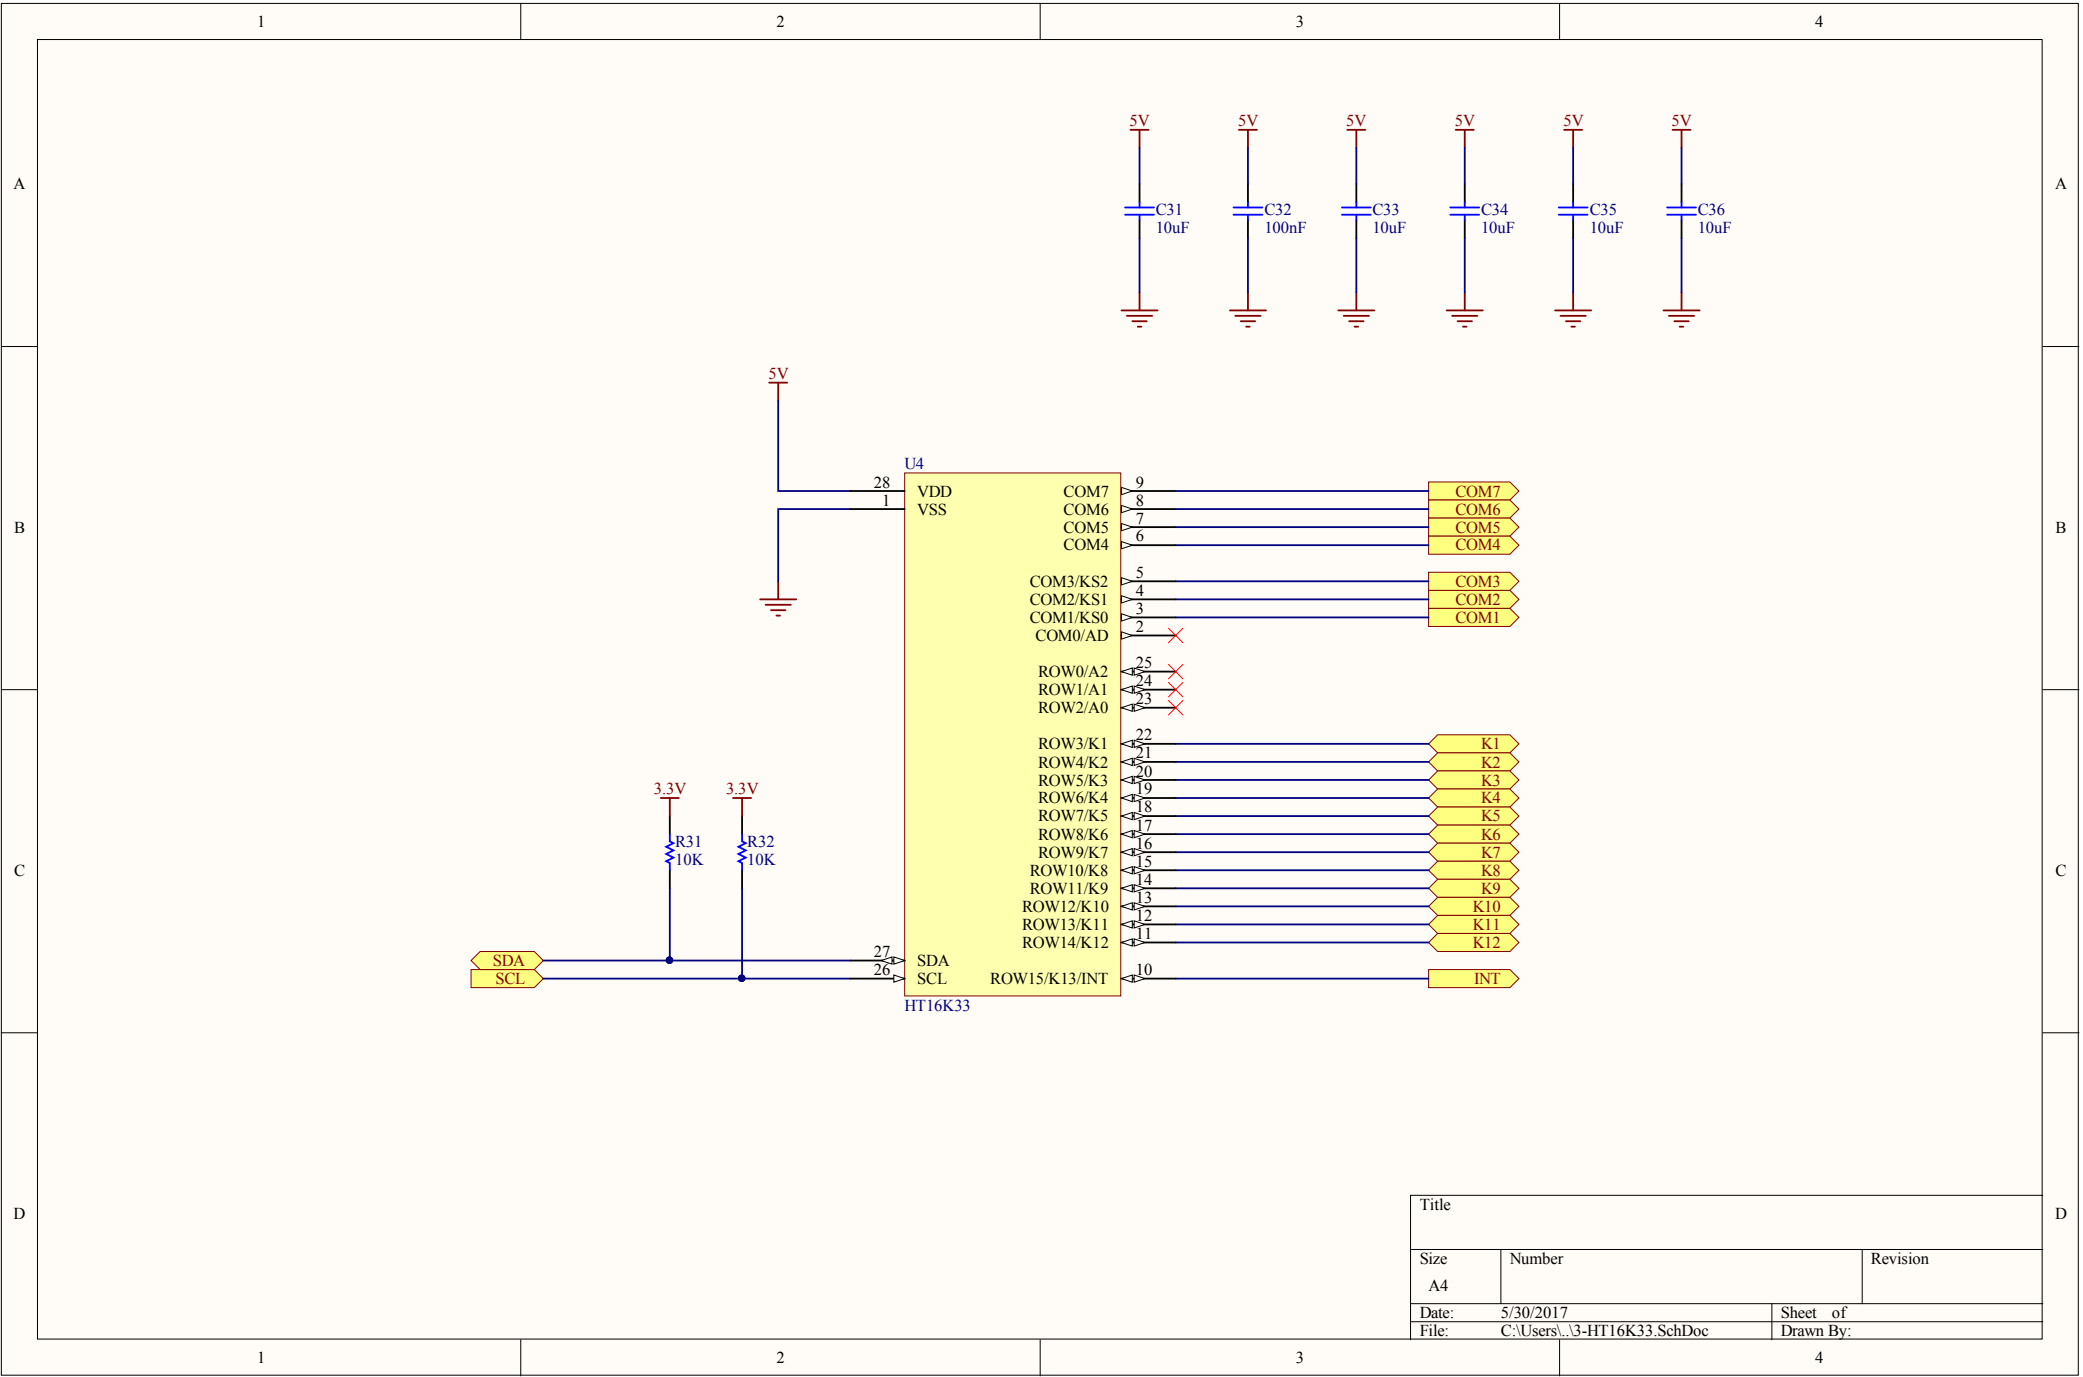 1 2 3 4
A A
5V 5V 5V 5V 5V 5V
C31 C32 C33 C34 C35 C36
10uF 100nF 10uF 10uF 10uF 10uF
5V
U4
28 VDD COM7 9 COM7
1 VSS COM6 8 COM6
B COM5 7 COM5 B
COM4 6 COM4
COM3/KS2 5 COM3
COM2/KS1 4 COM2
COM1/KS0 3 COM1
COM0/AD 2
ROW0/A2 25
ROW1/A1 24
ROW2/A0 23
ROW3/K1 22 K1
ROW4/K2 21 K2
3.3V 3.3V ROW5/K3 20 K3
ROW6/K4 19 K4
ROW7/K5 18 K5
R31 R32 ROW8/K6 17 K6
10K 10K ROW9/K7 16 K7
C ROW10/K8 15 K8 C
ROW11/K9 14 K9
ROW12/K10 13 K10
ROW13/K11 12 K11
ROW14/K12 11 K12
SDA 27 SDA
SCL 26 SCL ROW15/K13/INT 10 INT
HT16K33
D D
Title
Size Number Revision
A4
Date: 5/30/2017 Sheet of
File: C:\Users\..\3-HT16K33.SchDoc Drawn By:
1 2 3 4